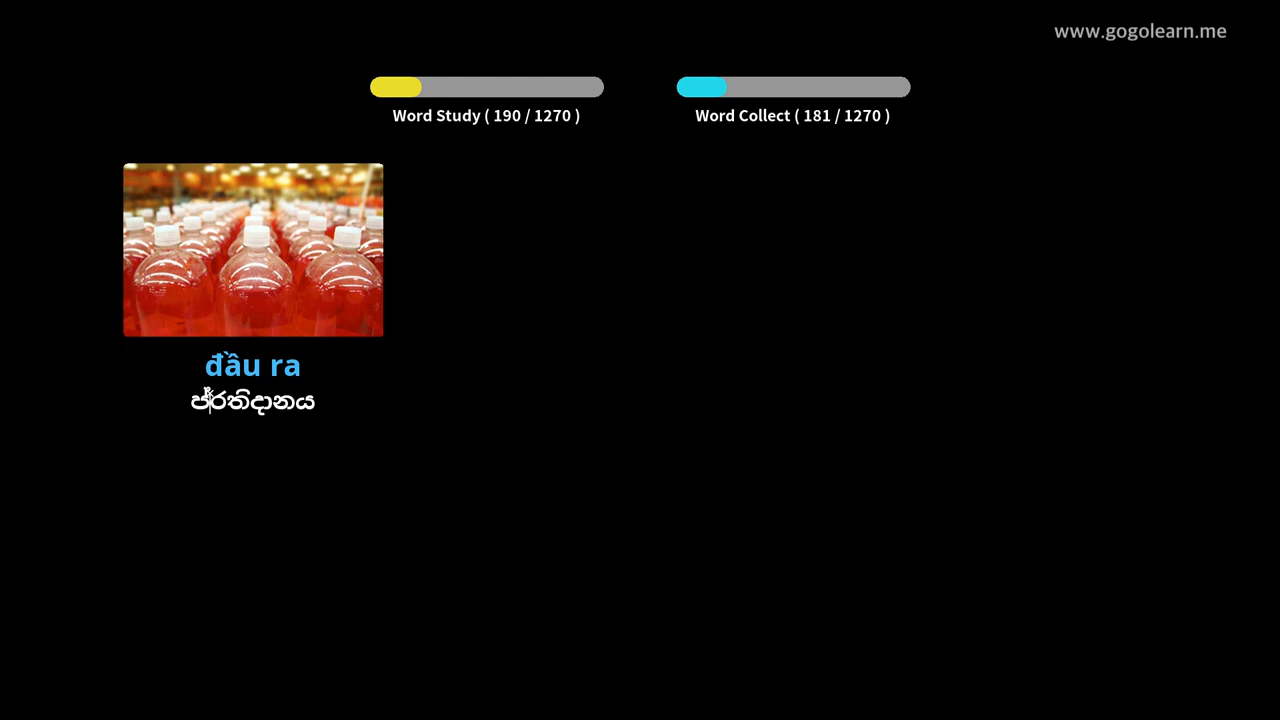 www.gogolearn.me
Word Study ( 190 / 1270 )
Word Collect ( 181 / 1270 )
đầu ra
ප්රතිදානය